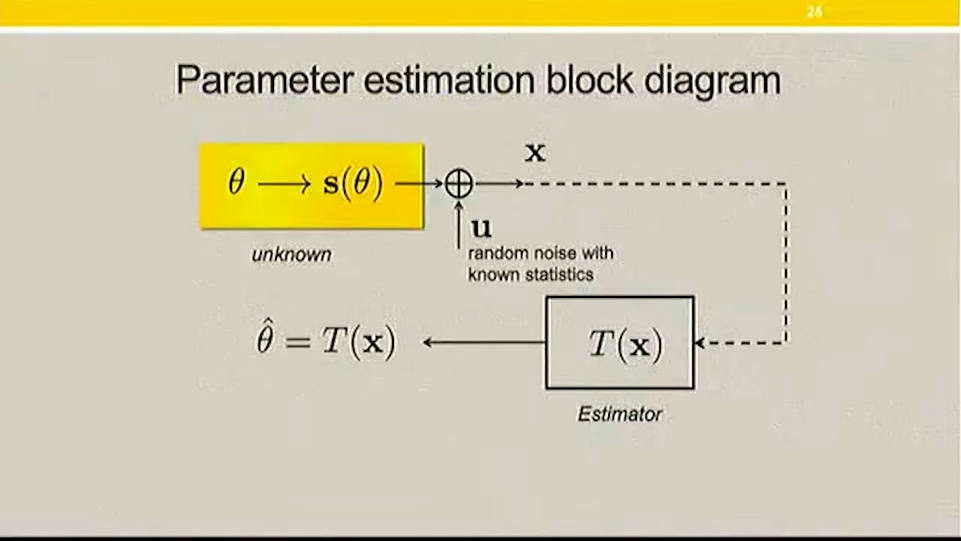 26
Parameter estimation block diagram
θ ⟶ s(θ)
⊕
x
unknown
u
random noise with
known statistics
θ̂ = T(x)
T(x)
Estimator